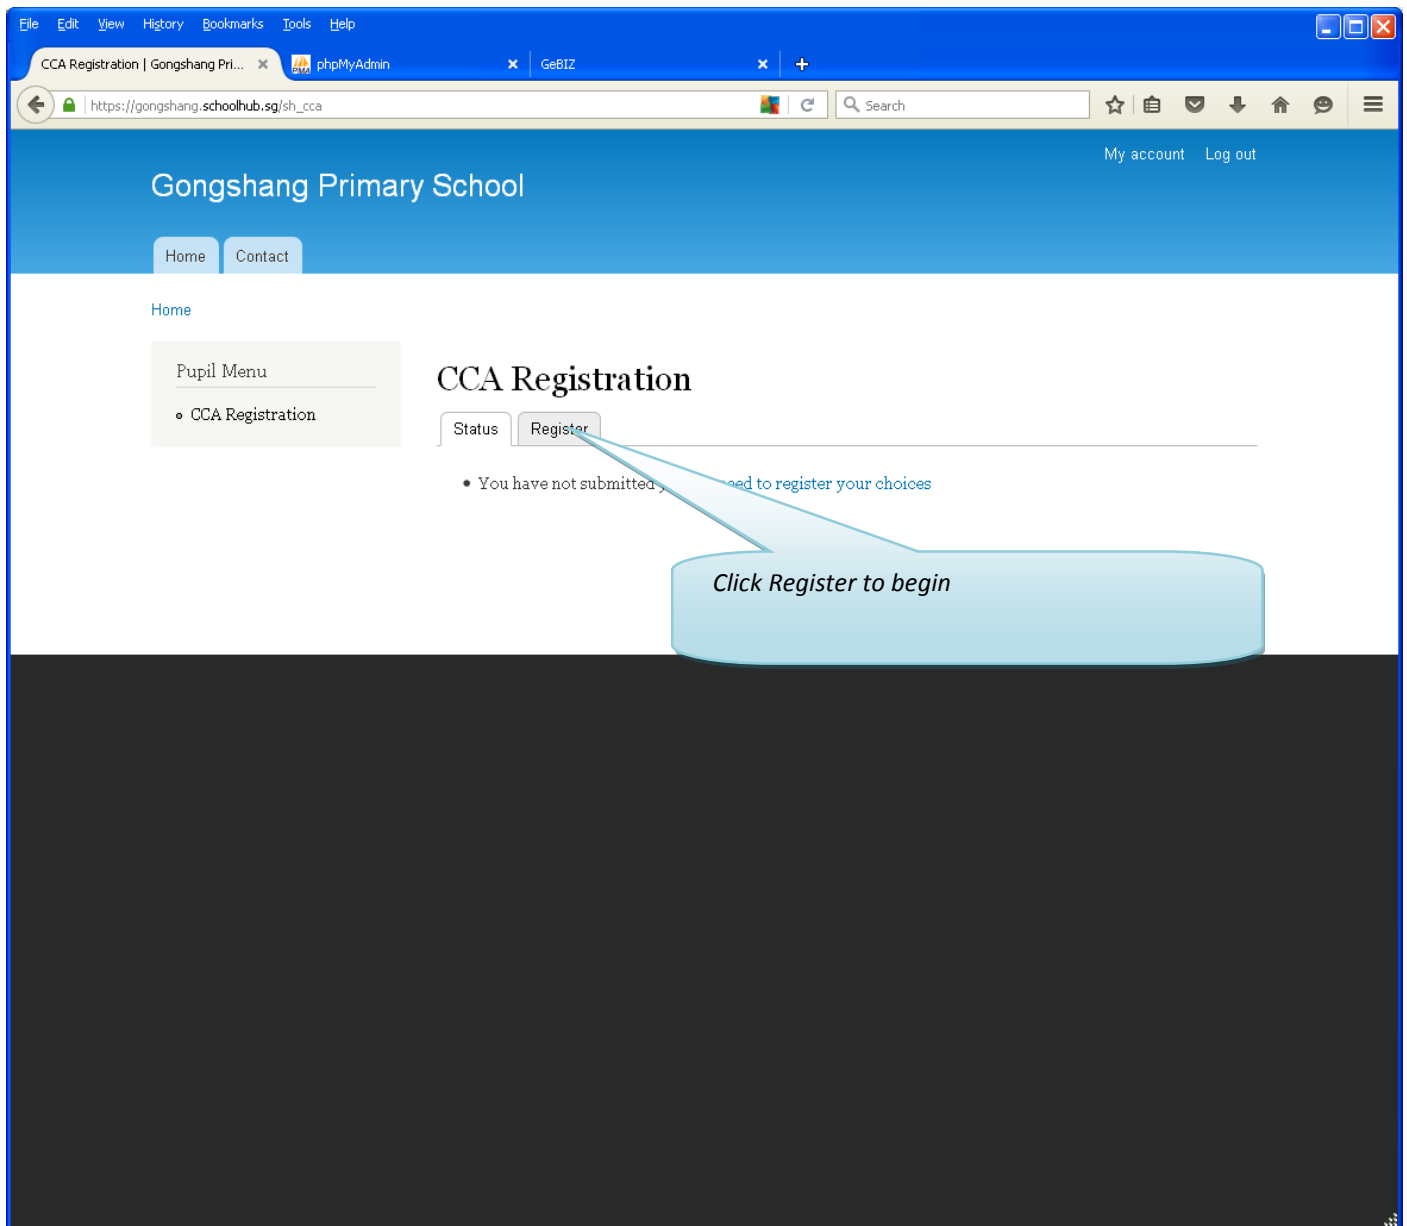 File Edit View History Bookmarks Tools Help
CCA Registration | Gongshang Pri... phpMyAdmin GeBIZ
https://gongshang.schoolhub.sg/sh_cca Search
My account Log out
Gongshang Primary School
Home Contact
Home
Pupil Menu
CCA Registration
CCA Registration
Status Register
You have not submitted need to register your choices
Click Register to begin